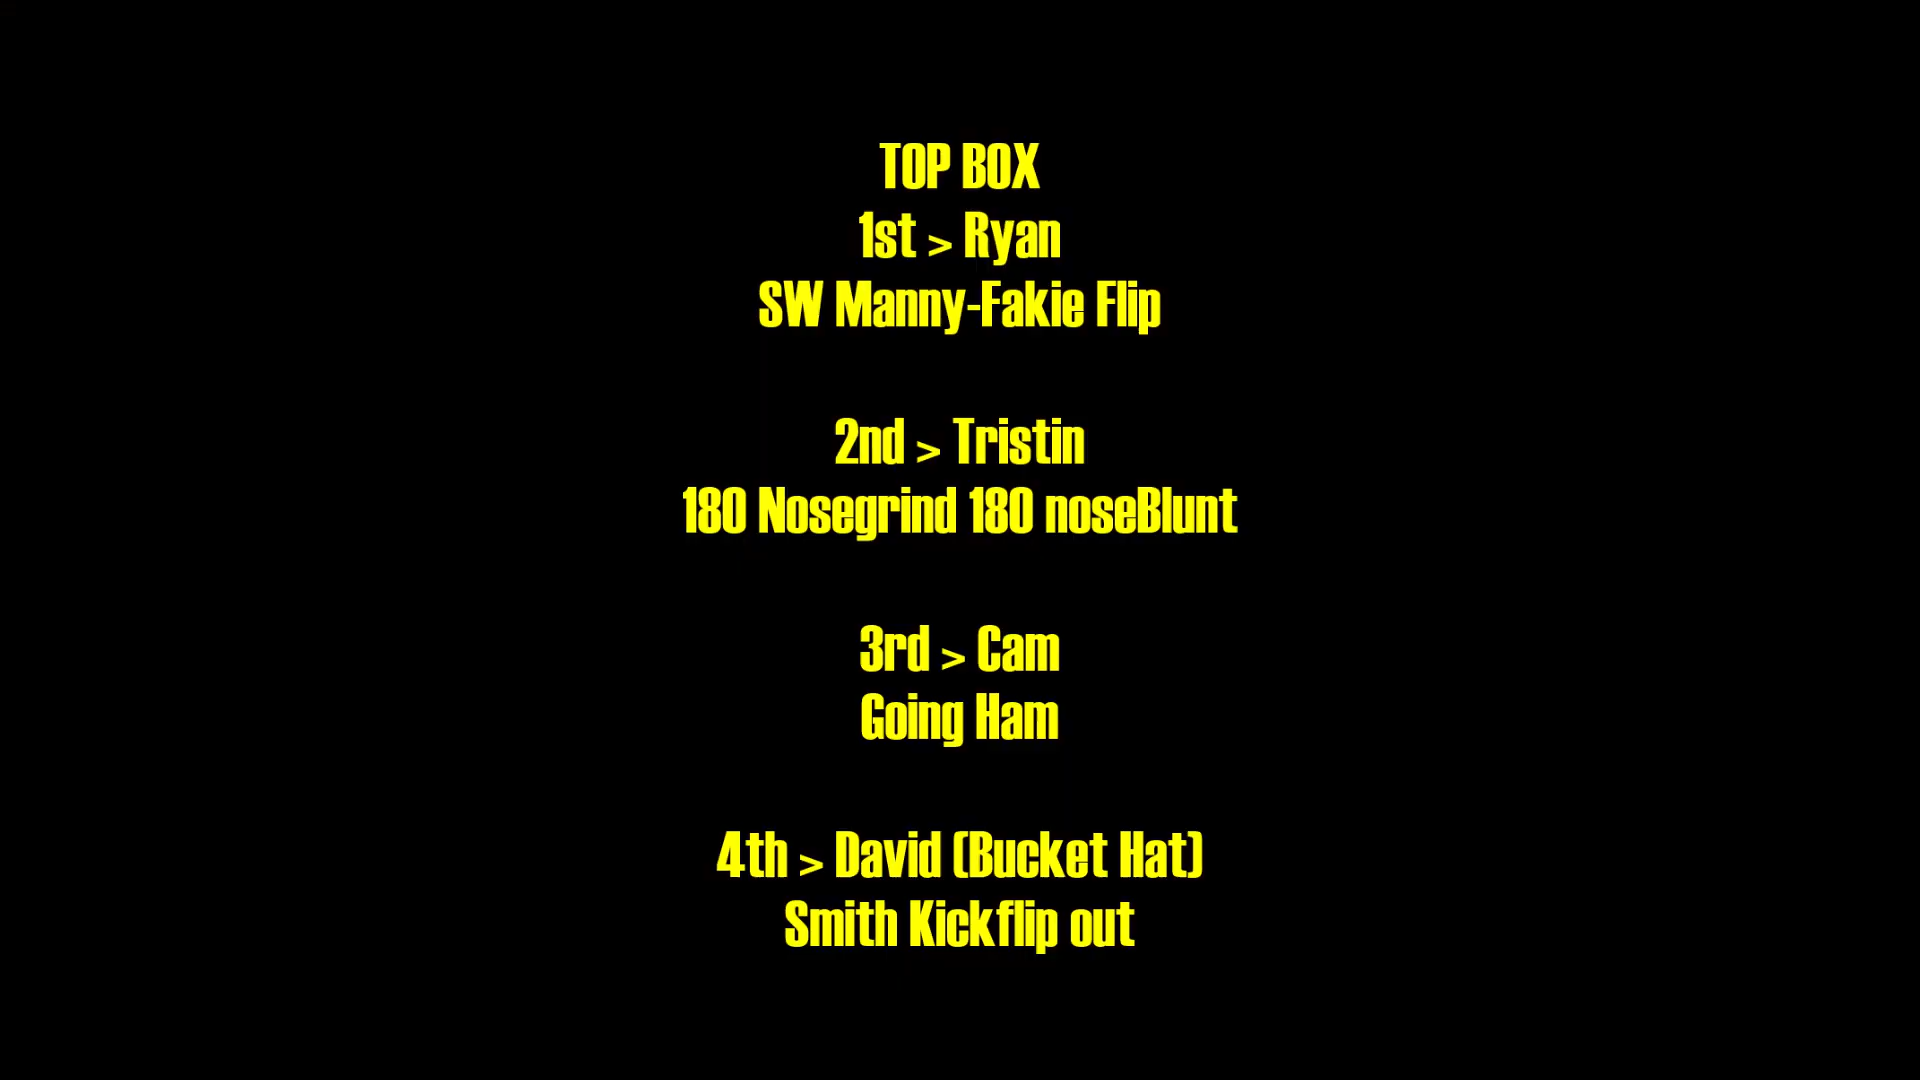 TOP BOX
1st > Ryan
SW Manny-Fakie Flip
2nd > Tristin
180 Nosegrind 180 noseBlunt
3rd > Cam
Going Ham
4th > David (Bucket Hat)
Smith Kickflip out